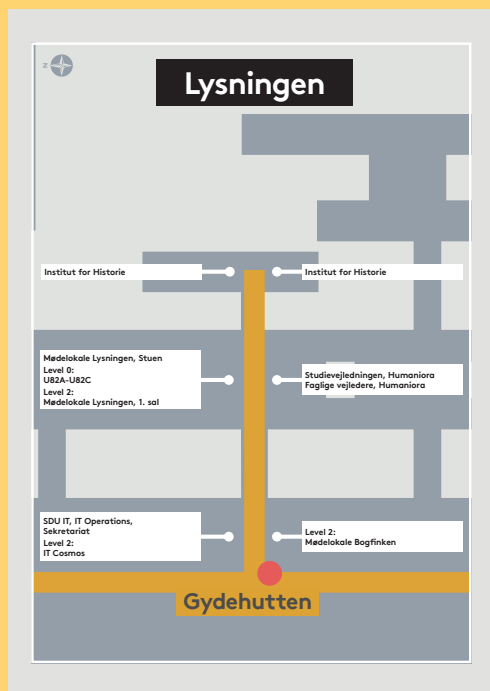 N
Lysningen
Institut for Historie
Institut for Historie
Mødelokale Lysningen, Stuen
Level 0:
U82A-U82C
Level 2:
Mødelokale Lysningen, 1. sal
Studievejledningen, Humaniora
Faglige vejledere, Humaniora
SDU IT, IT Operations,
Sekretariat
Level 2:
IT Cosmos
Level 2:
Mødelokale Bogfinken
Gydehutten